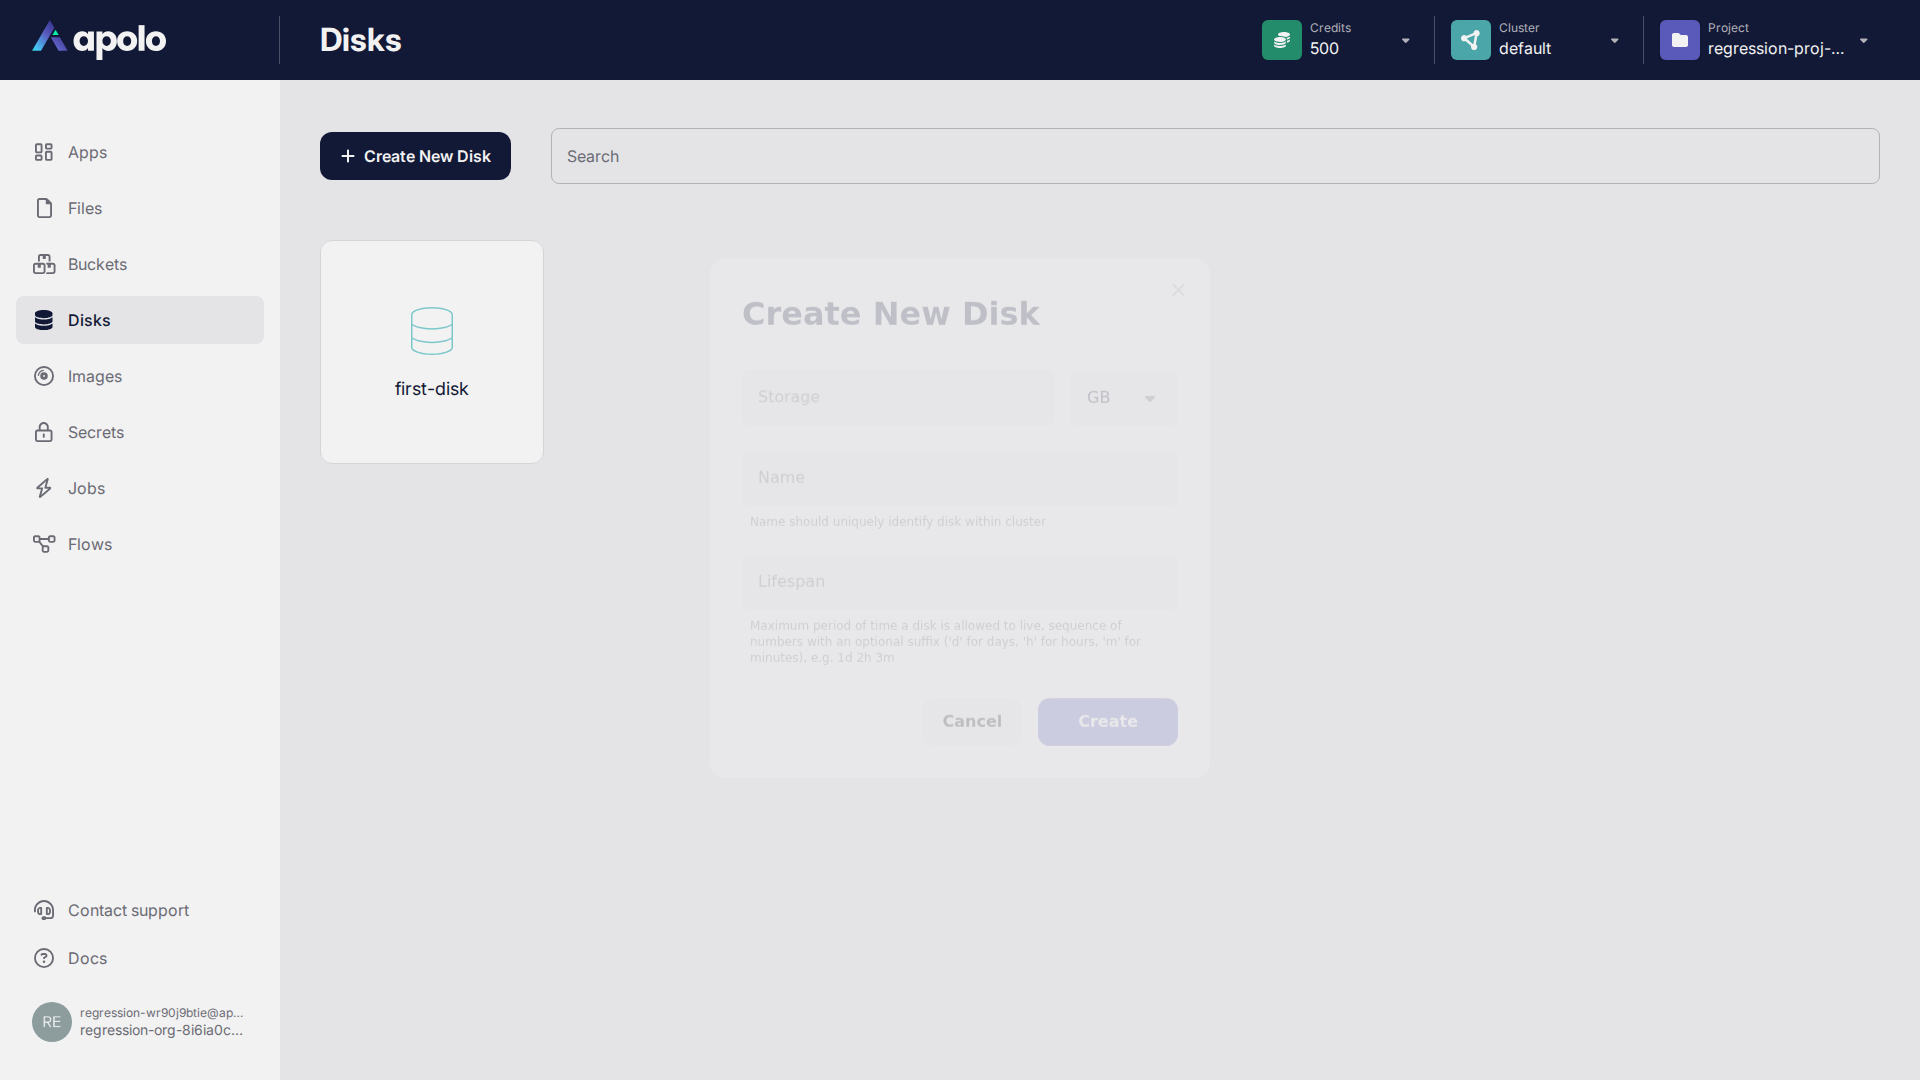 apolo
Disks
Credits
500
Cluster
default
Project
regression-proj-...
Apps
Files
Buckets
Disks
Images
Secrets
Jobs
Flows
Contact support
Docs
RE
regression-wr90j9btie@ap...
regression-org-8i6ia0c...
Create New Disk
Search
first-disk
Create New Disk
Storage
GB
Name
Name should uniquely identify disk within cluster
Lifespan
Maximum period of time a disk is allowed to live, sequence of
numbers with an optional suffix ('d' for days, 'h' for hours, 'm' for
minutes), e.g. 1d 2h 3m
Cancel
Create